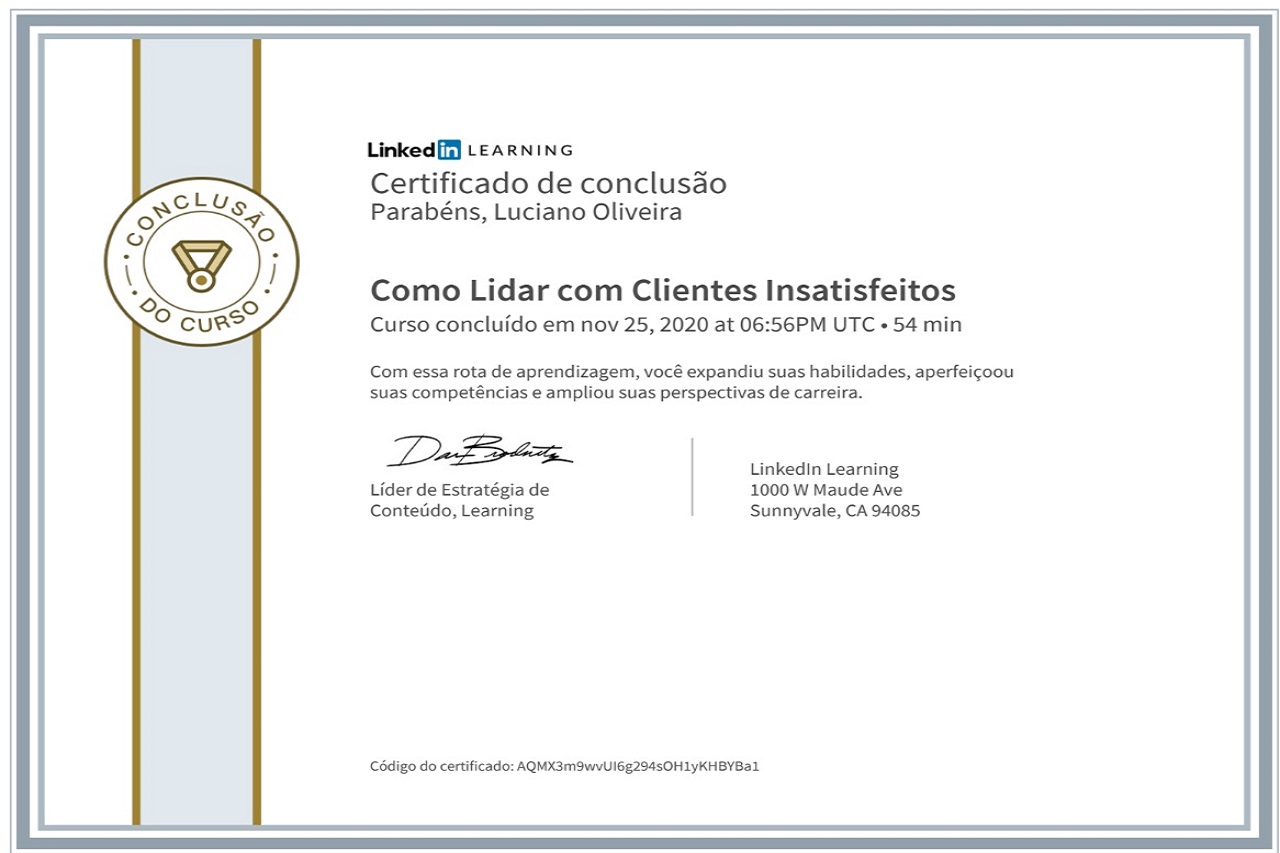 CONCLUSÃO
DO CURSO
Linkedin LEARNING
Certificado de conclusão
Parabéns, Luciano Oliveira
Como Lidar com Clientes Insatisfeitos
Curso concluído em nov 25, 2020 at 06:56PM UTC • 54 min
Com essa rota de aprendizagem, você expandiu suas habilidades, aperfeiçoou
suas competências e ampliou suas perspectivas de carreira.
Líder de Estratégia de
Conteúdo, Learning
LinkedIn Learning
1000 W Maude Ave
Sunnyvale, CA 94085
Código do certificado: AQMX3m9wvUI6g294sOH1yKHBYBa1